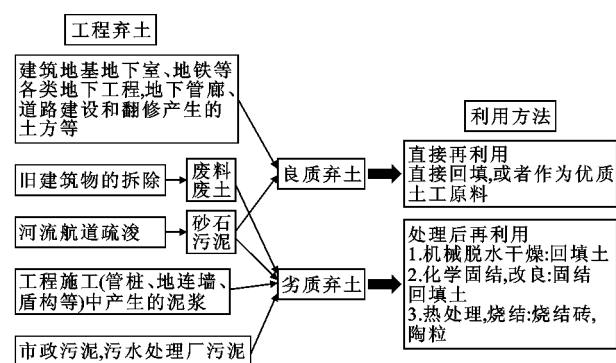 工程弃土
建筑地基地下室、地铁等
各类地下工程,地下管廊、
道路建设和翻修产生的
土方等
旧建筑物的拆除
废料
废土
河流航道疏浚
砂石
污泥
工程施工(管桩、地连墙、
盾构等)中产生的泥浆
市政污泥,污水处理厂污泥
良质弃土
劣质弃土
利用方法
直接再利用
直接回填,或者作为优质
土工原料
处理后再利用
1.机械脱水干燥:回填土
2.化学固结,改良:固结
回填土
3.热处理,烧结:烧结砖,
陶粒